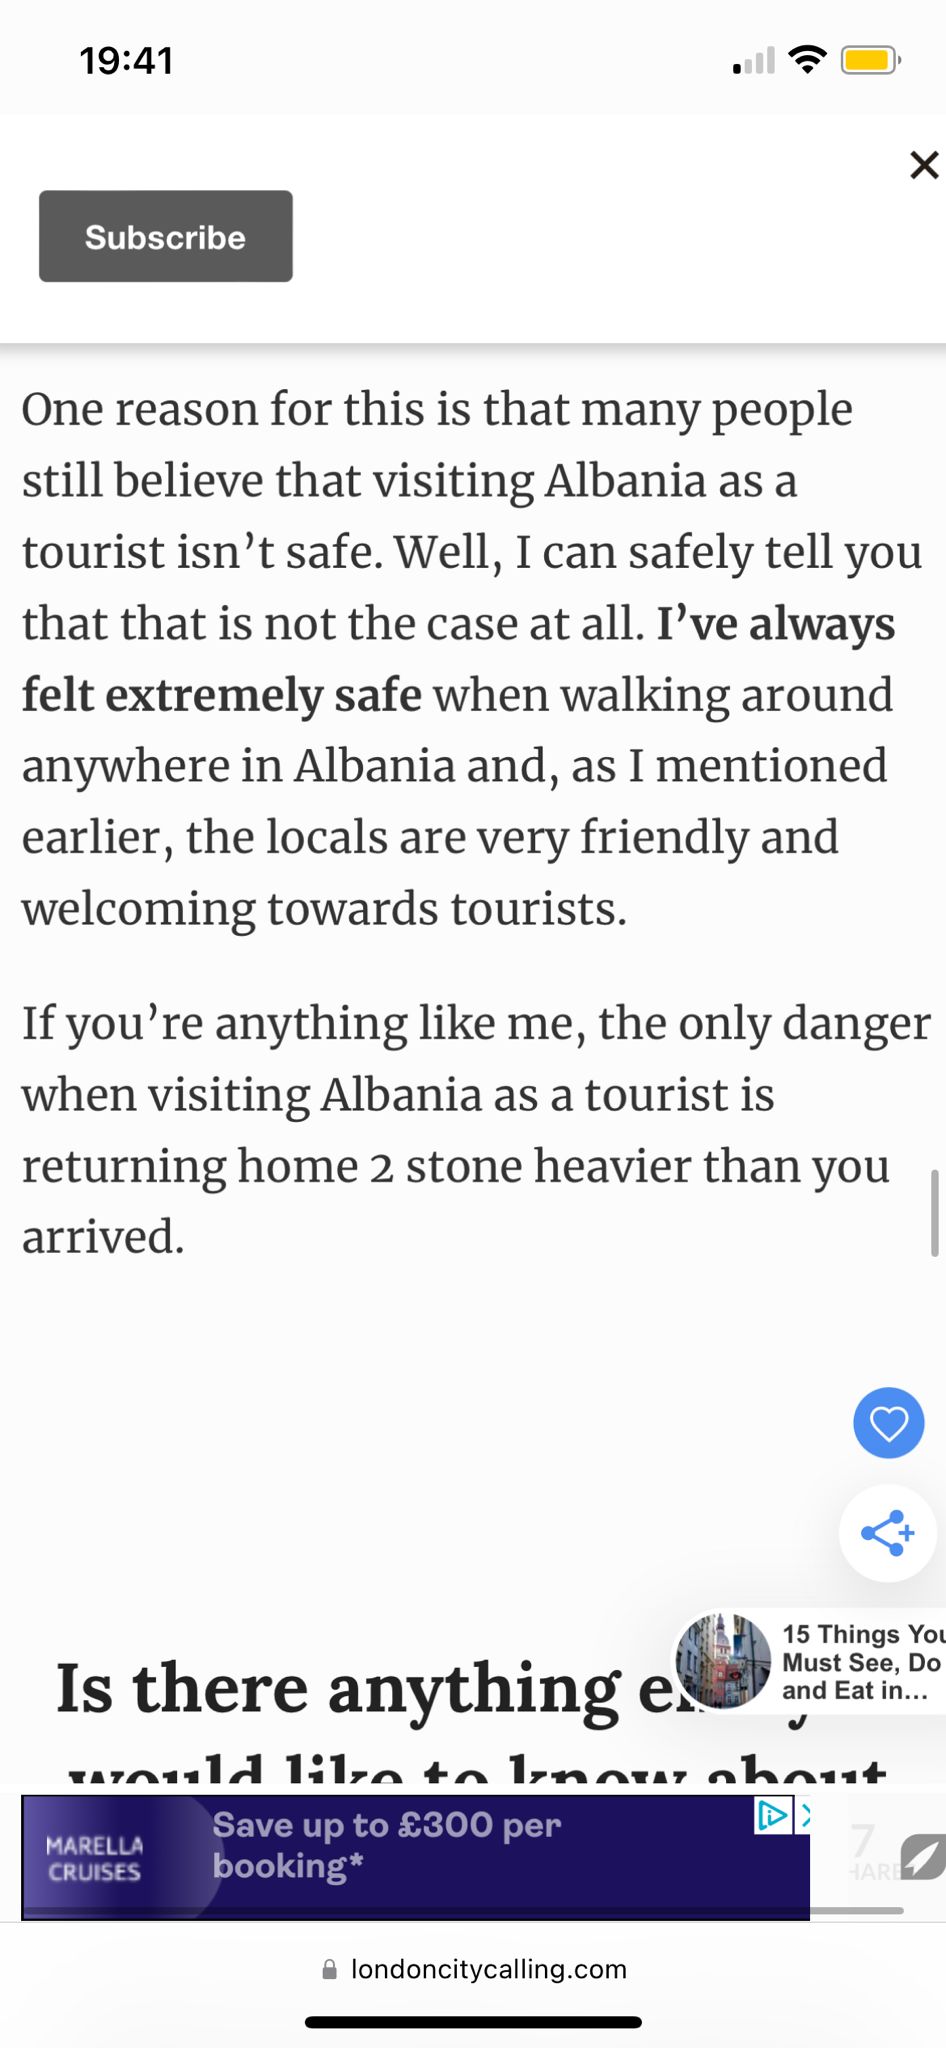 19:41
Subscribe
One reason for this is that many people
still believe that visiting Albania as a
tourist isn’t safe. Well, I can safely tell you
that that is not the case at all. I’ve always
felt extremely safe when walking around
anywhere in Albania and, as I mentioned
earlier, the locals are very friendly and
welcoming towards tourists.
If you’re anything like me, the only danger
when visiting Albania as a tourist is
returning home 2 stone heavier than you
arrived.
15 Things You
Must See, Do
and Eat in...
Is there anything
would like to know about
MARELLA
CRUISES
Save up to £300 per
booking*
7
londoncitycalling.com